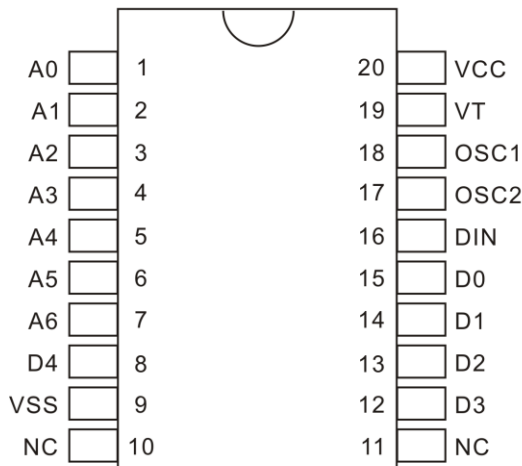 A0 1 20 VCC
A1 2 19 VT
A2 3 18 OSC1
A3 4 17 OSC2
A4 5 16 DIN
A5 6 15 D0
A6 7 14 D1
D4 8 13 D2
VSS 9 12 D3
NC 10 11 NC